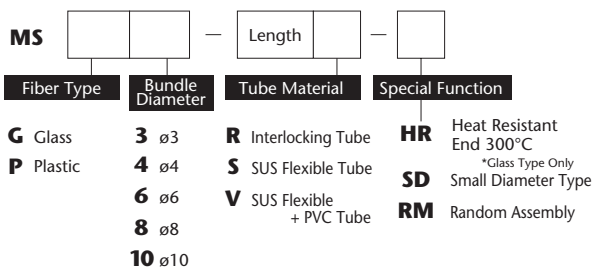 MS — Length —
Fiber Type
Bundle
Diameter
Tube Material
Special Function
G Glass
P Plastic
3 ø3
4 ø4
6 ø6
8 ø8
10 ø10
R Interlocking Tube
S SUS Flexible Tube
V SUS Flexible
+ PVC Tube
HR Heat Resistant
End 300°C
*Glass Type Only
SD Small Diameter Type
RM Random Assembly